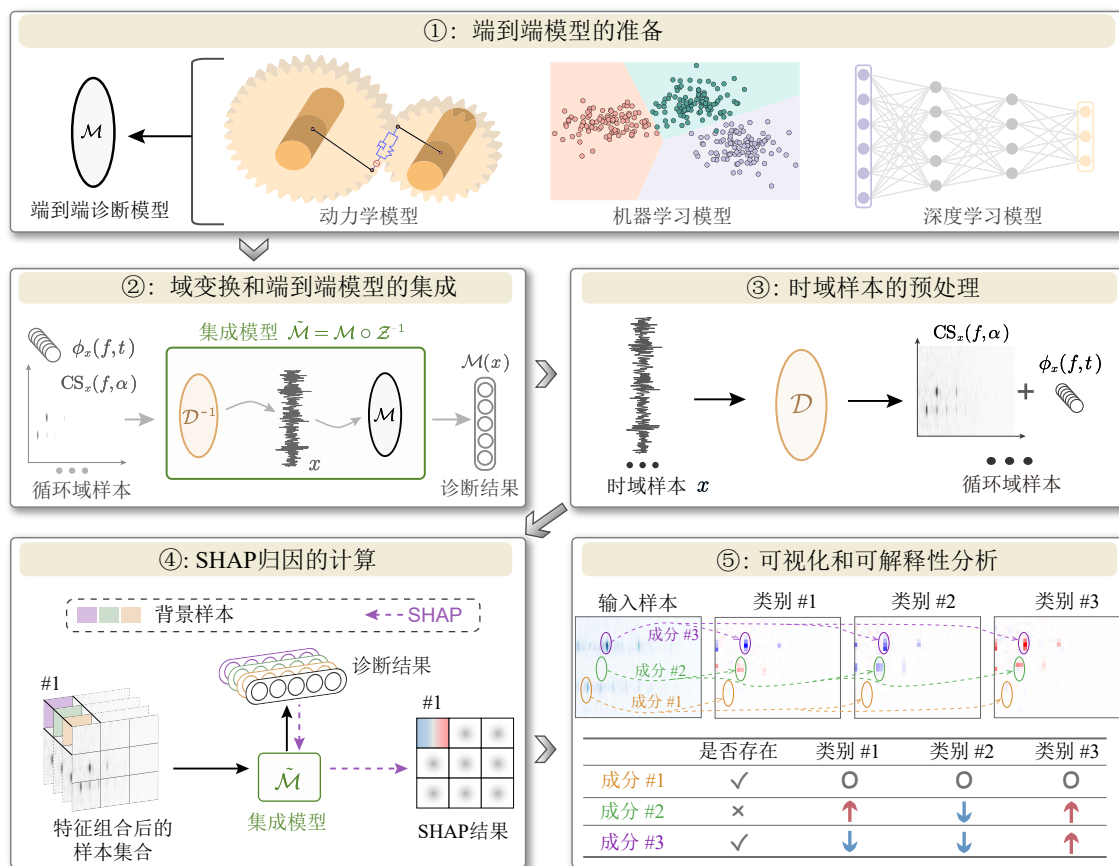 ①：端到端模型的准备
M
端到端诊断模型
动力学模型
机器学习模型
深度学习模型
②：域变换和端到端模型的集成
集成模型 M̃ = M ∘ Z⁻¹
ϕₓ(f,t)
CSₓ(f,α)
D⁻¹
x
M
M(x)
循环域样本
诊断结果
③：时域样本的预处理
时域样本 x
D
CSₓ(f,α)
+
ϕₓ(f,t)
循环域样本
④: SHAP归因的计算
背景样本
SHAP
#1
特征组合后的
样本集合
诊断结果
M̃
集成模型
#1
SHAP结果
⑤：可视化和可解释性分析
输入样本 类别 #1 类别 #2 类别 #3
成分 #3
成分 #2
成分 #1
是否存在 类别 #1 类别 #2 类别 #3
成分 #1 ✓ O O O
成分 #2 × ↑ ↓ ↑
成分 #3 ✓ ↓ ↓ ↑